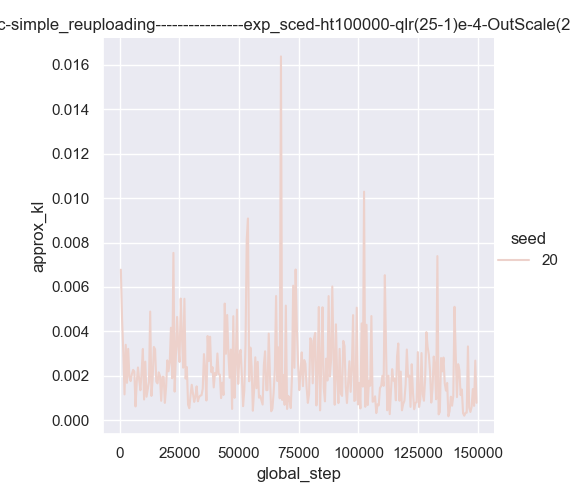 c-simple_reuploading----------------exp_sced-ht100000-qlr(25-1)e-4-OutScale(2
0.016
0.014
0.012
0.010
0.008
0.006
0.004
0.002
0.000
approx_kl
0 25000 50000 75000 100000 125000 150000
global_step
seed
20